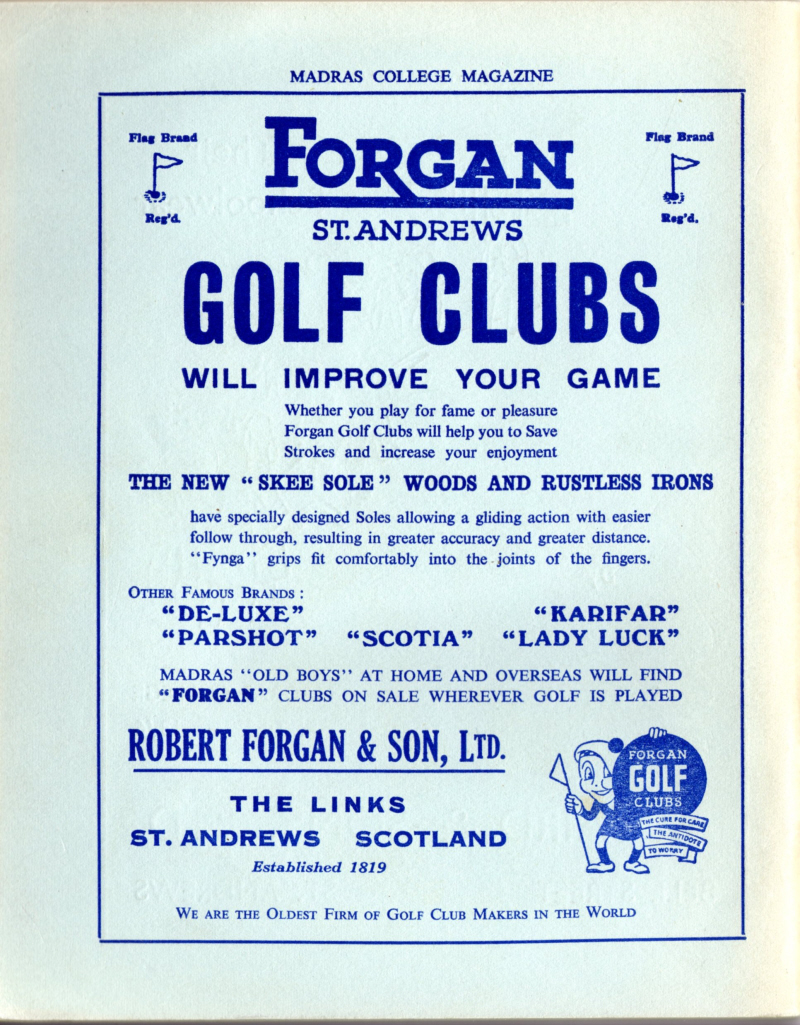 MADRAS COLLEGE MAGAZINE
Flag Brand
Reg'd.
FORGAN
ST. ANDREWS
Flag Brand
Reg'd.
GOLF CLUBS
WILL IMPROVE YOUR GAME
Whether you play for fame or pleasure
Forgan Golf Clubs will help you to Save
Strokes and increase your enjoyment
THE NEW "SKEE SOLE" WOODS AND RUSTLESS IRONS
have specially designed Soles allowing a gliding action with easier
follow through, resulting in greater accuracy and greater distance.
"Fynga" grips fit comfortably into the joints of the fingers.
OTHER FAMOUS BRANDS:
"DE-LUXE" "KARIFAR"
"PARSHOT" "SCOTIA" "LADY LUCK"
MADRAS "OLD BOYS" AT HOME AND OVERSEAS WILL FIND
"FORGAN" CLUBS ON SALE WHEREVER GOLF IS PLAYED
ROBERT FORGAN & SON, LTD.
THE LINKS
ST. ANDREWS SCOTLAND
Established 1819
FORGAN
GOLF
CLUBS
THE CURE FOR CARE
THE ANTIDOTE
TO WORRY
WE ARE THE OLDEST FIRM OF GOLF CLUB MAKERS IN THE WORLD